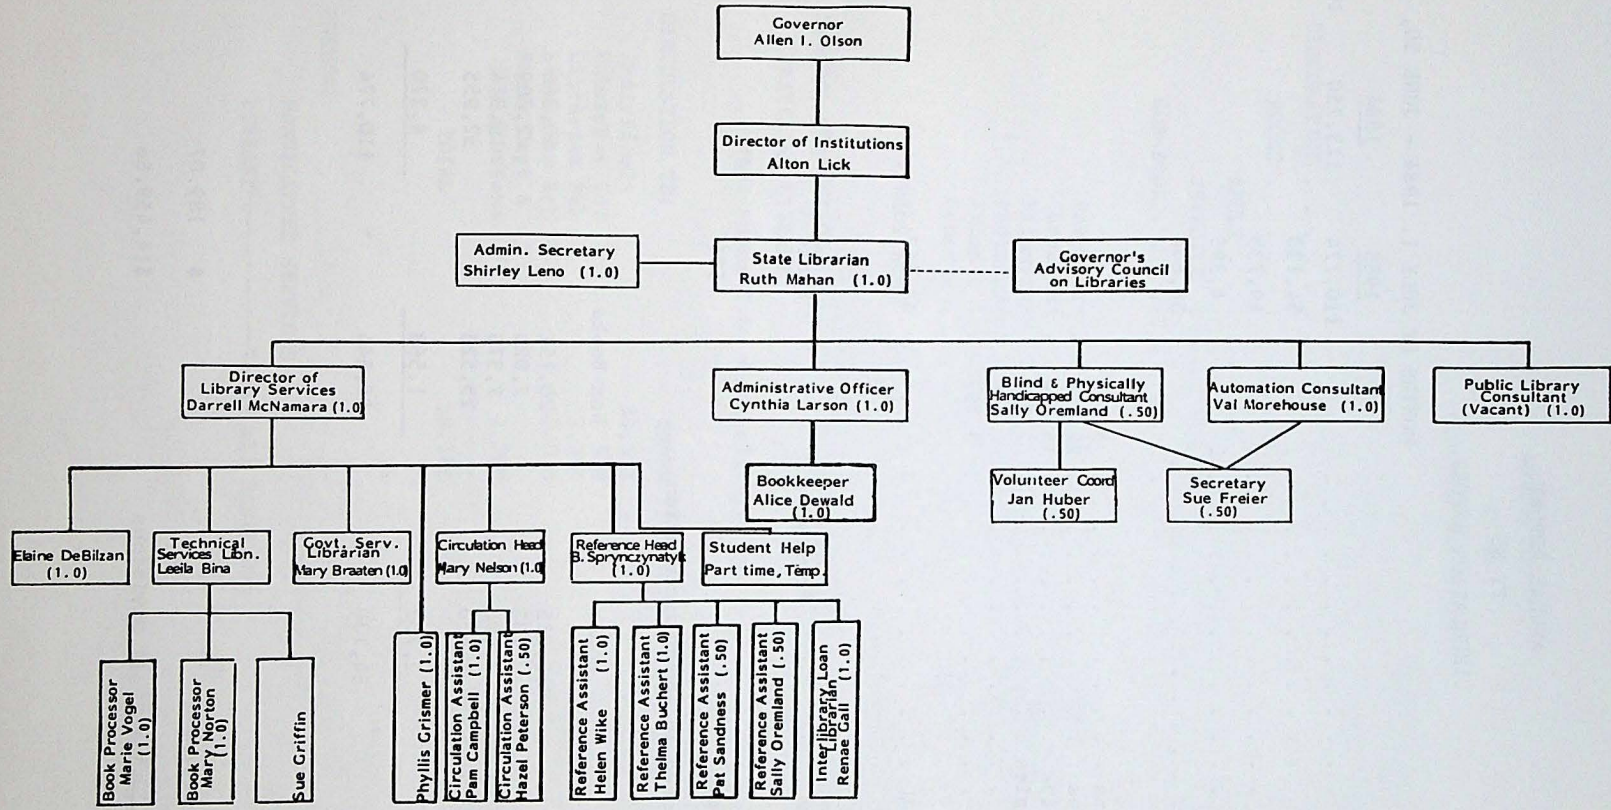 Governor
Allen I. Olson
Director of Institutions
Alton Lick
Admin. Secretary
Shirley Leno (1.0)
State Librarian
Ruth Mahan (1.0)
Governor's
Advisory Council
on Libraries
Director of
Library Services
Darrell McNamara (1.0)
Administrative Officer
Cynthia Larson (1.0)
Blind & Physically
Handicapped Consultant
Sally Oremland (.50)
Automation Consultant
Val Morehouse (1.0)
Public Library
Consultant
(Vacant) (1.0)
Bookkeeper
Alice Dewald
(1.0)
Volunteer Coord
Jan Huber
(.50)
Secretary
Sue Freier
(.50)
Elaine DeBilzan
(1.0)
Technical
Services Libn.
Leeila Bina
Govt. Serv.
Librarian
Mary Braaten (1.0)
Circulation Head
Mary Nelson (1.0)
Reference Head
B. Sprynczynatyk
(1.0)
Student Help
Part time, Temp.
Book Processor
Marie Vogel
(1.0)
Book Processor
Mary Norton
(1.0)
Sue Griffin
Phyllis Grismer (1.0)
Circulation Assistant
Pam Campbell (1.0)
Circulation Assistant
Hazel Peterson (.50)
Reference Assistant
Helen Wike (1.0)
Reference Assistant
Thelma Buchert (1.0)
Reference Assistant
Pat Sandness (.50)
Reference Assistant
Sally Oremland (.50)
Interlibrary Loan
Librarian
Renae Gall (1.0)